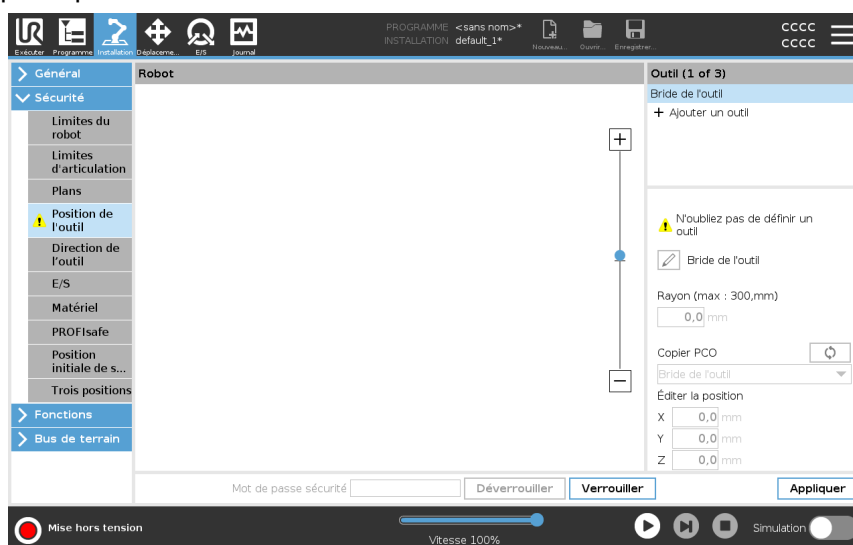 PROGRAMME <sans nom>*
INSTALLATION default_1*
cccc
cccc
Exécuter
Programme
Installation
Déplaceme...
E/S
Journal
Nouveau...
Ouvrir...
Enregistrer...
Général
Sécurité
Limites du
robot
Limites
d'articulation
Plans
Position de
l'outil
Direction de
l'outil
E/S
Matériel
PROFIsafe
Position
initiale de s...
Trois positions
Fonctions
Bus de terrain
Robot
+
−
Outil (1 of 3)
Bride de l'outil
+ Ajouter un outil
N'oubliez pas de définir un
outil
Bride de l'outil
Rayon (max : 300,mm)
0,0 mm
Copier PCO
Bride de l'outil
Éditer la position
X 0,0 mm
Y 0,0 mm
Z 0,0 mm
Mot de passe sécurité
Déverrouiller
Verrouiller
Appliquer
Mise hors tension
Vitesse 100%
Simulation